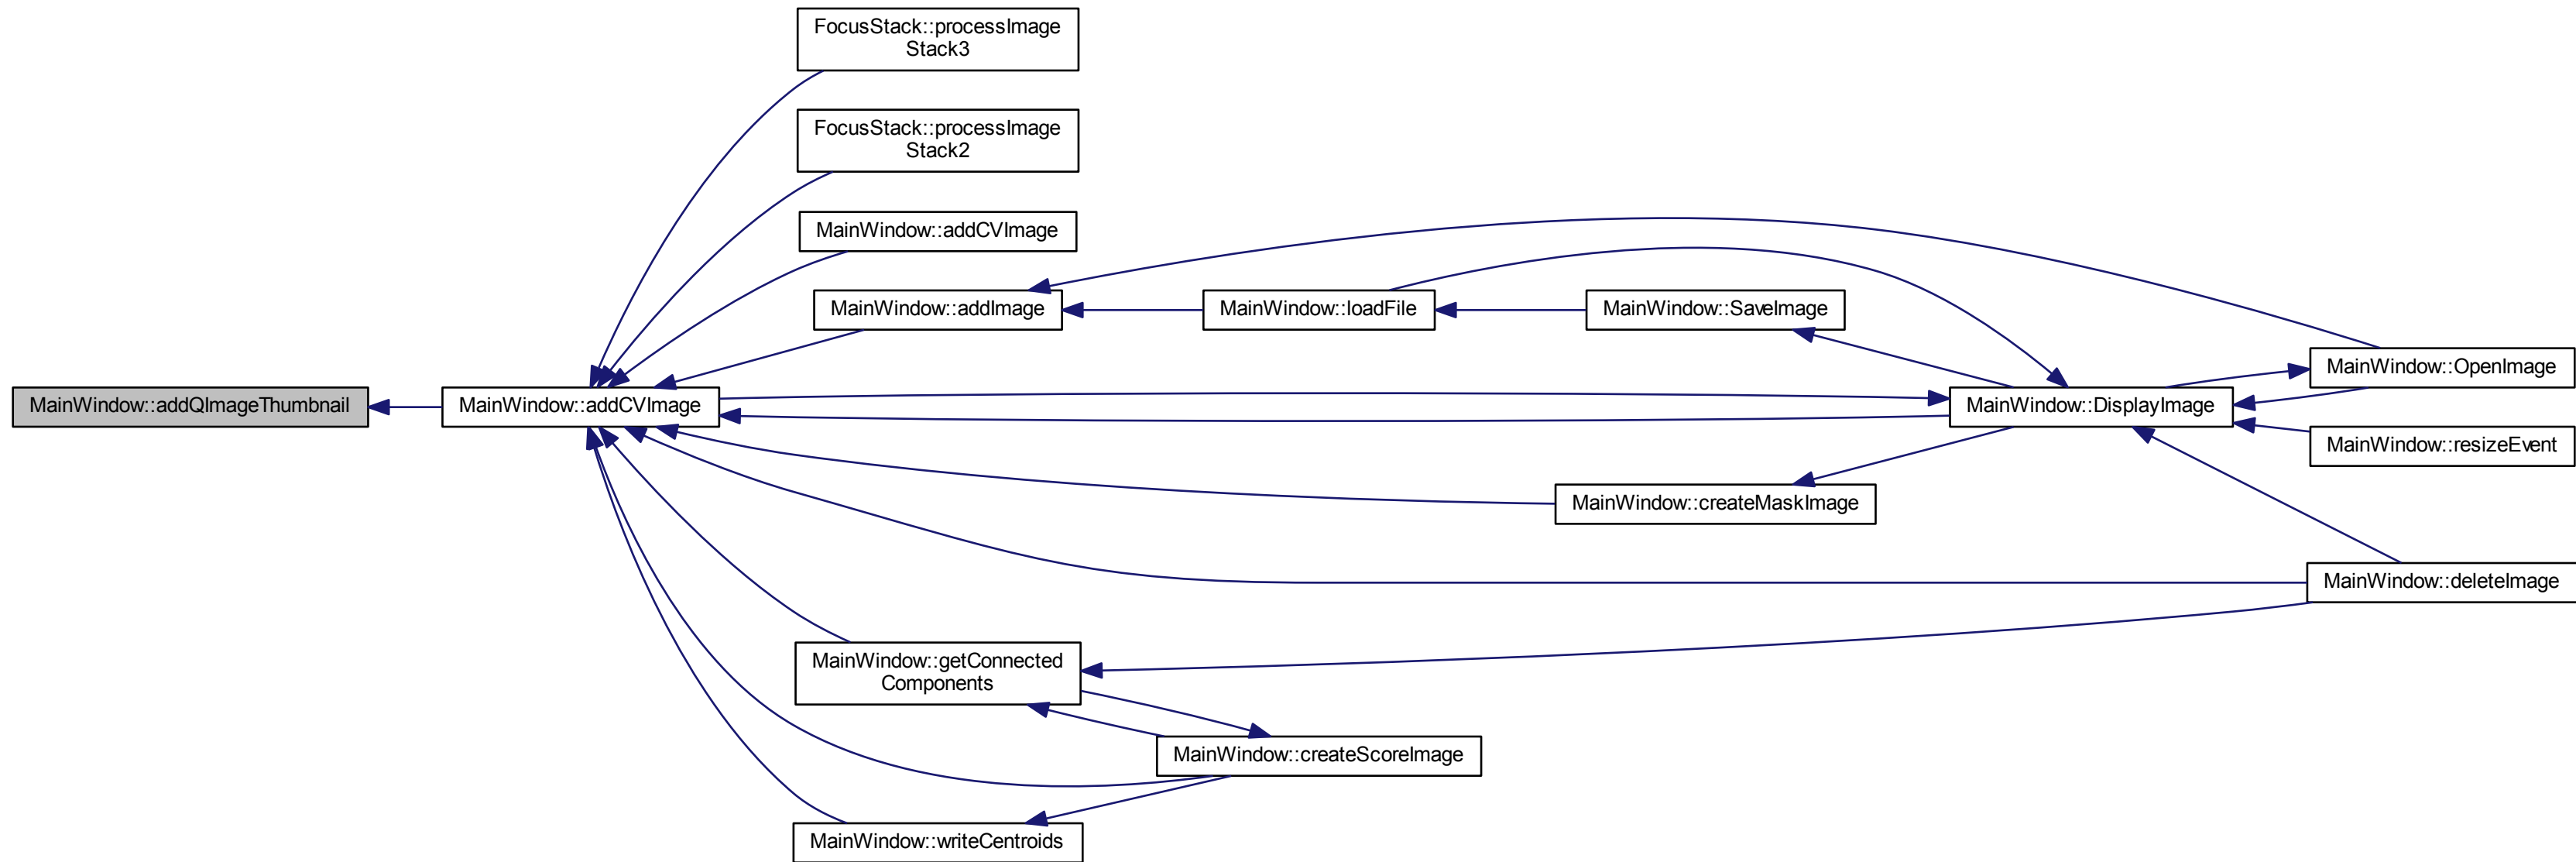 FocusStack::processImage
Stack3
FocusStack::processImage
Stack2
MainWindow::addCVImage
MainWindow::addImage
MainWindow::loadFile
MainWindow::SaveImage
MainWindow::OpenImage
MainWindow::addQImageThumbnail
MainWindow::addCVImage
MainWindow::DisplayImage
MainWindow::resizeEvent
MainWindow::createMaskImage
MainWindow::deleteImage
MainWindow::getConnected
Components
MainWindow::createScoreImage
MainWindow::writeCentroids